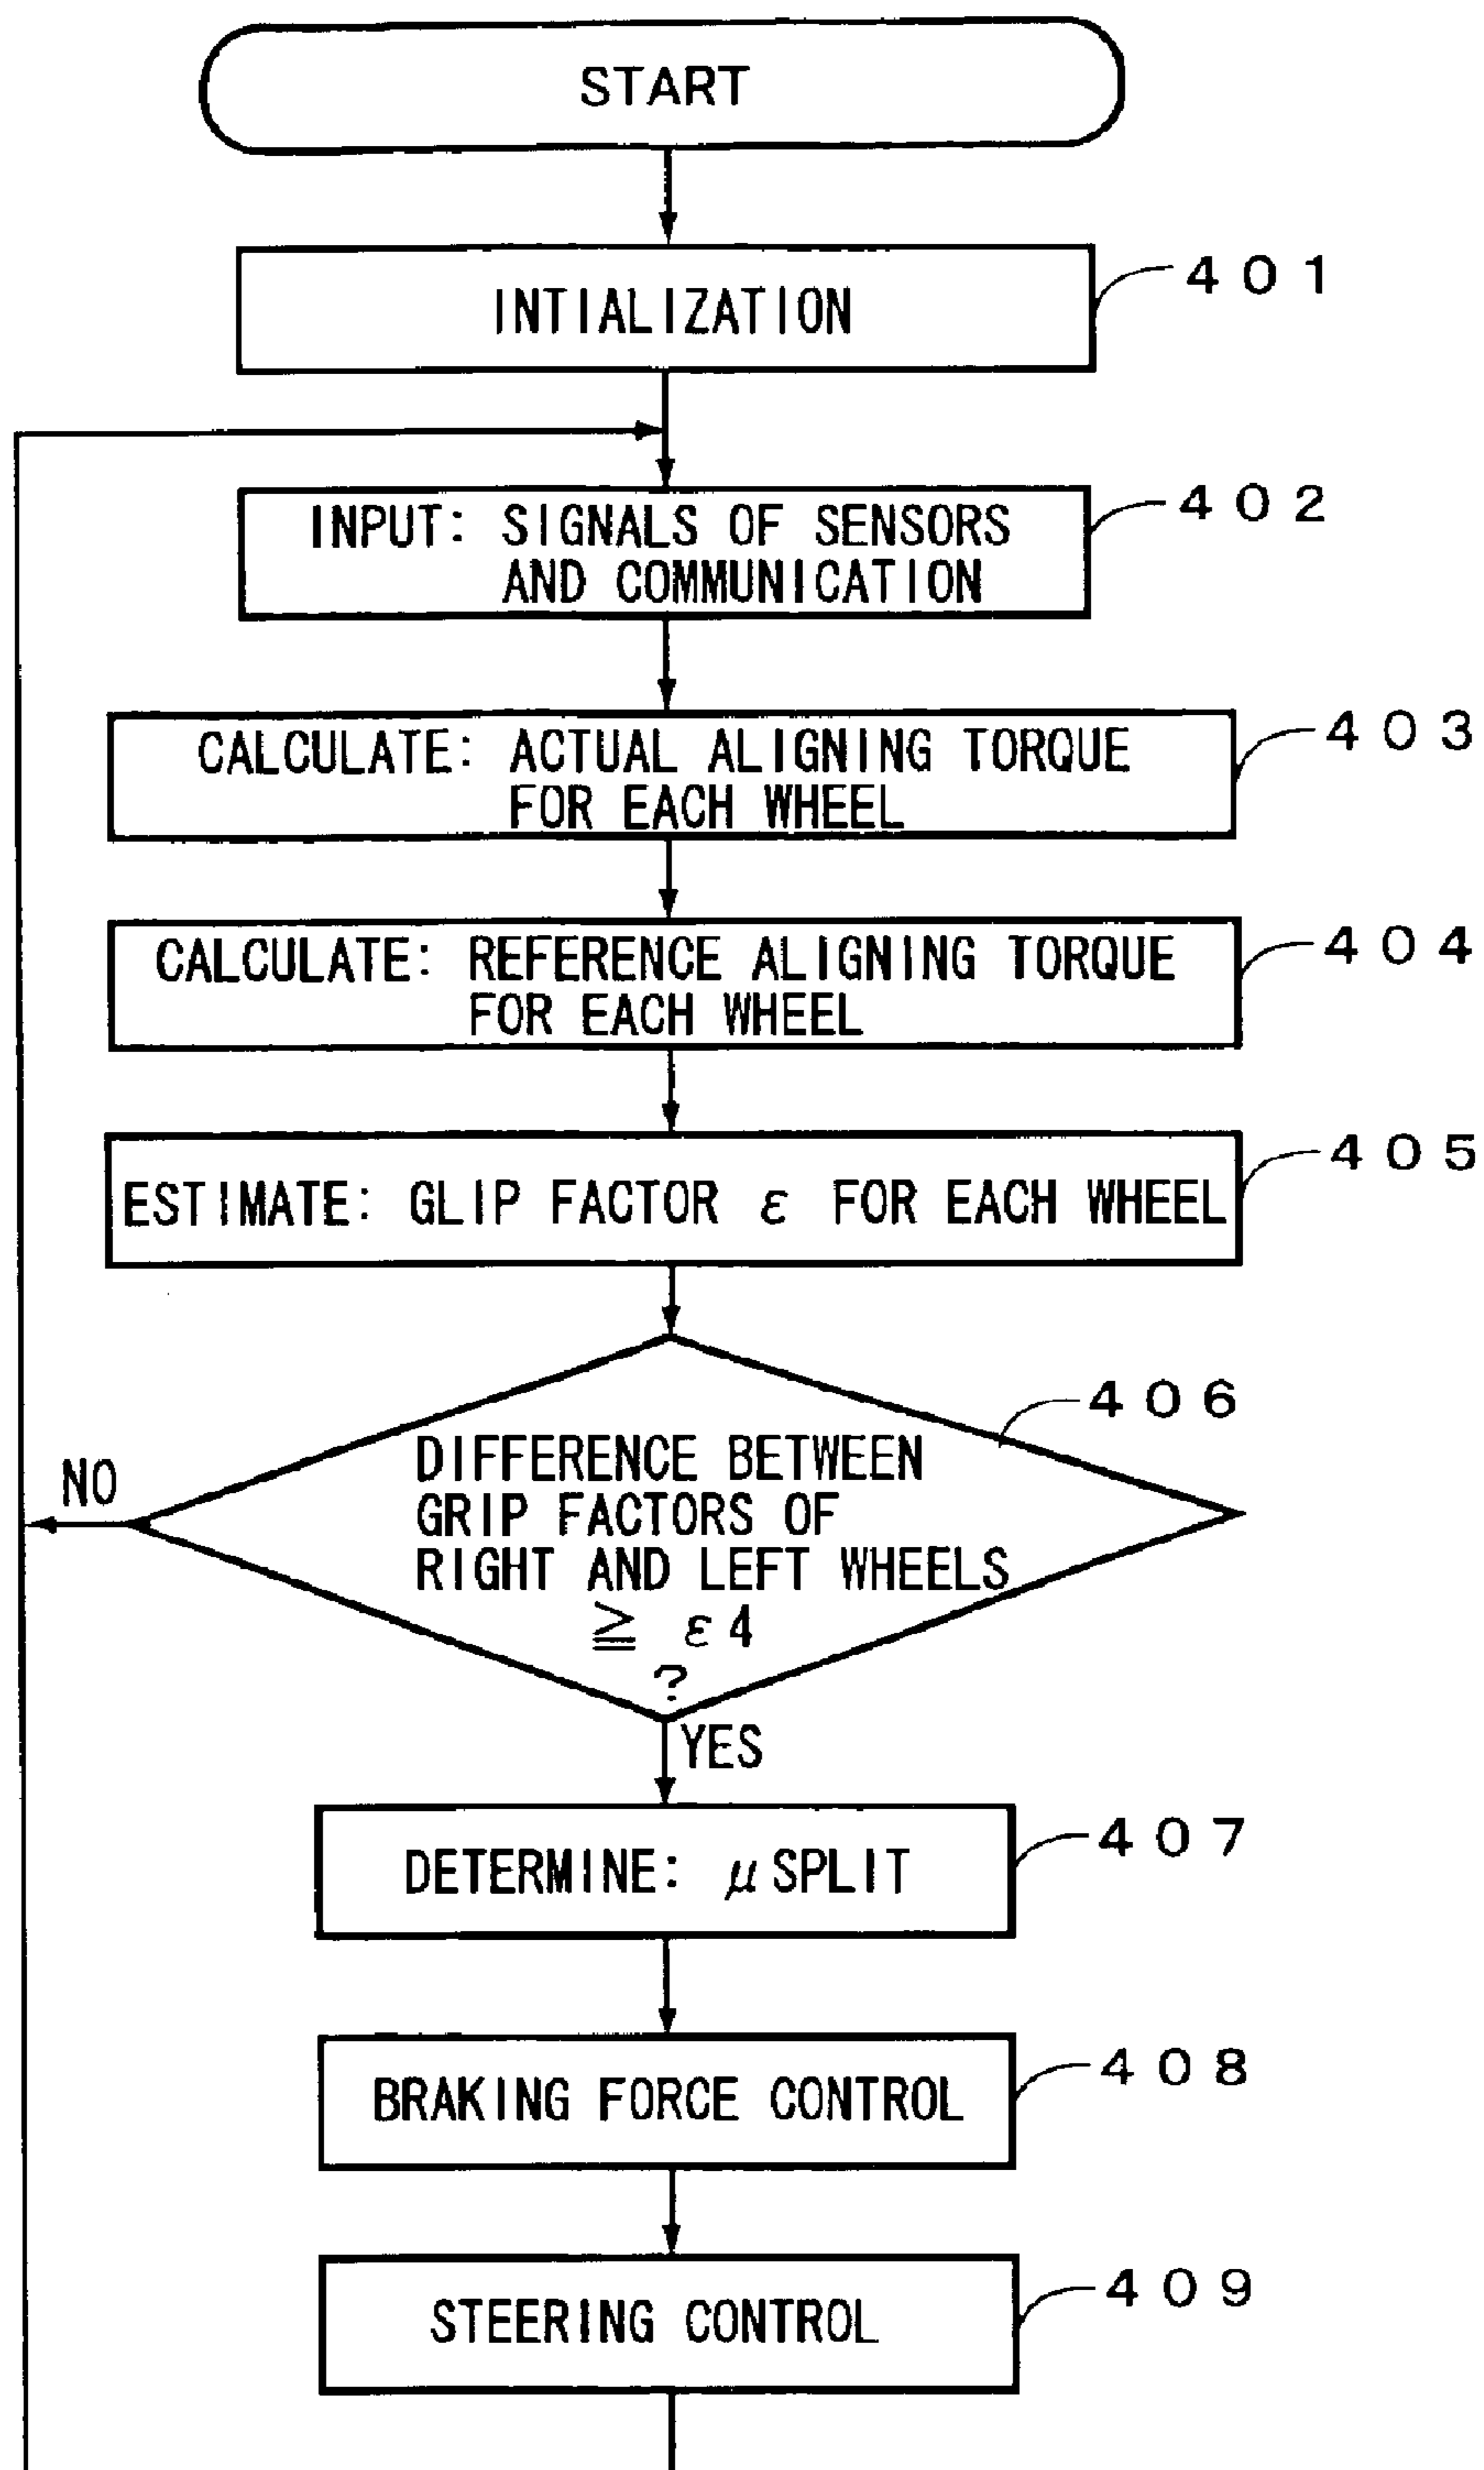 START
INTIALIZATION
401
INPUT: SIGNALS OF SENSORS
AND COMMUNICATION
402
CALCULATE: ACTUAL ALIGNING TORQUE
FOR EACH WHEEL
403
CALCULATE: REFERENCE ALIGNING TORQUE
FOR EACH WHEEL
404
ESTIMATE: GLIP FACTOR ε FOR EACH WHEEL
405
406
DIFFERENCE BETWEEN
GRIP FACTORS OF
RIGHT AND LEFT WHEELS
≧ ε4
?
NO
YES
DETERMINE: μSPLIT
407
BRAKING FORCE CONTROL
408
STEERING CONTROL
409